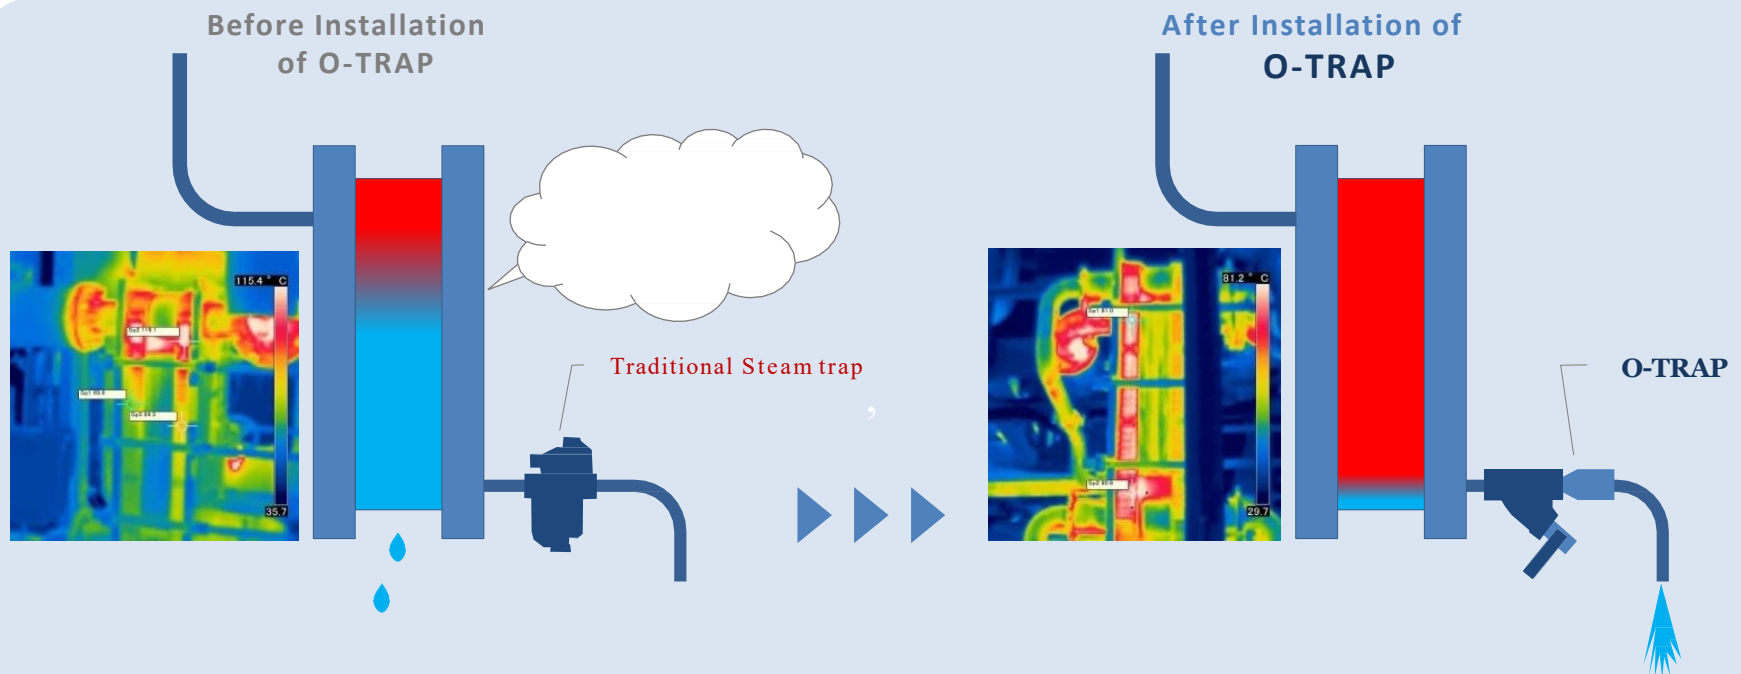 Before Installation
of O-TRAP
After Installation of
O-TRAP
115.4 ° C
35.7
Traditional Steam trap
,
81.2 ° C
29.7
O-TRAP